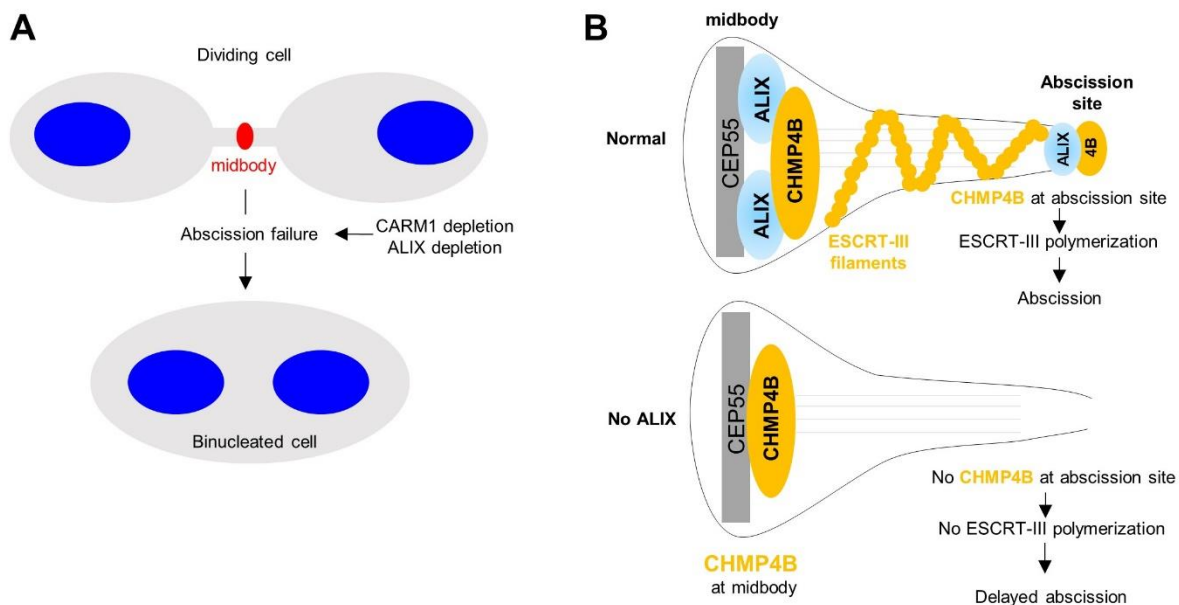 A
Dividing cell
midbody
Abscission failure
CARM1 depletion
ALIX depletion
Binucleated cell
B
midbody
Normal
CEP55
ALIX
ALIX
CHMP4B
ESCRT-III
filaments
Abscission
site
ALIX
4B
CHMP4B at abscission site
ESCRT-III polymerization
Abscission
No ALIX
CEP55
CHMP4B
CHMP4B
at midbody
No CHMP4B at abscission site
No ESCRT-III polymerization
Delayed abscission